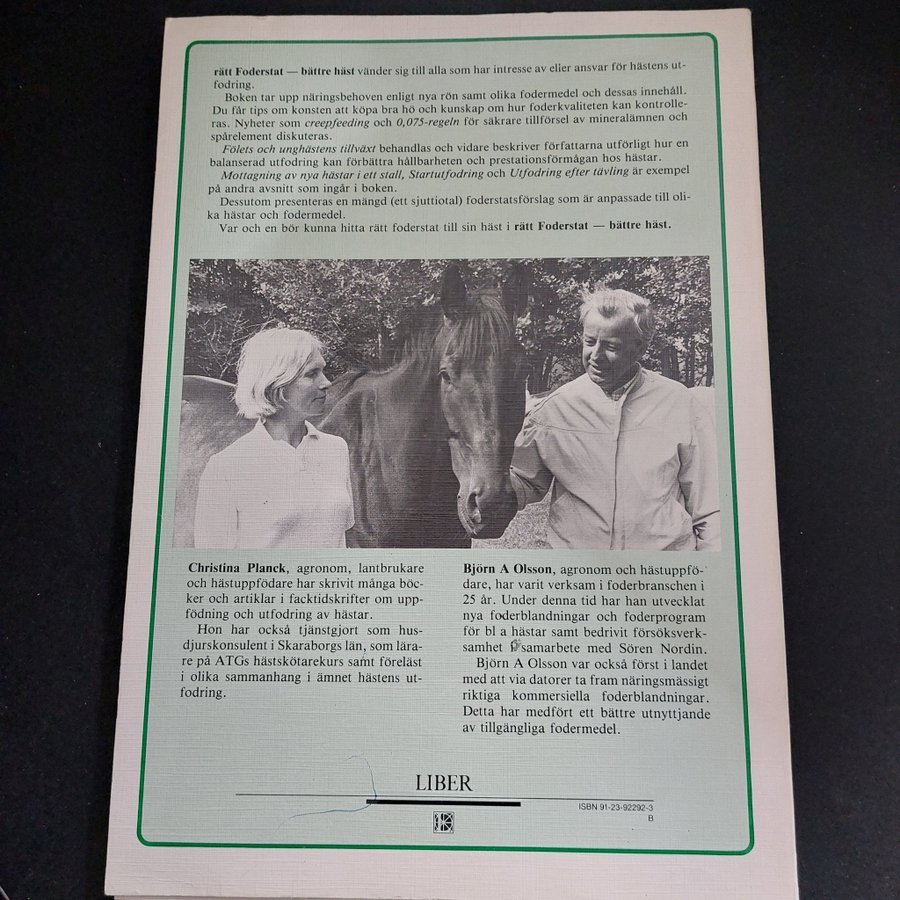 rätt Foderstat — bättre häst vänder sig till alla som har intresse av eller ansvar för hästens ut-
fodring.
Boken tar upp näringsbehoven enligt nya rön samt olika fodermedel och dessas innehåll.
Du får tips om konsten att köpa bra hö och kunskap om hur foderkvaliteten kan kontrolle-
ras. Nyheter som creepfeeding och 0,075-regeln för säkrare tillförsel av mineralämnen och
spårelement diskuteras.
Fölets och unghästens tillväxt behandlas och vidare beskriver författarna utförligt hur en
balanserad utfodring kan förbättra hållbarheten och prestationsförmågan hos hästar.
Mottagning av nya hästar i ett stall, Startutfodring och Utfodring efter tävling är exempel
på andra avsnitt som ingår i boken.
Dessutom presenteras en mängd (ett sjuttiotal) foderstatsförslag som är anpassade till oli-
ka hästar och fodermedel.
Var och en bör kunna hitta rätt foderstat till sin häst i rätt Foderstat — bättre häst.
Christina Planck, agronom, lantbrukare
och hästuppfödare har skrivit många böc-
ker och artiklar i facktidskrifter om upp-
födning och utfodring av hästar.
Hon har också tjänstgjort som hus-
djurskonsulent i Skaraborgs län, som lära-
re på ATGs hästskötarekurs samt föreläst
i olika sammanhang i ämnet hästens ut-
fodring.
Björn A Olsson, agronom och hästuppfö-
dare, har varit verksam i foderbranschen i
25 år. Under denna tid har han utvecklat
nya foderblandningar och foderprogram
för bl a hästar samt bedrivit försöksverk-
samhet samarbete med Sören Nordin.
Björn A Olsson var också först i landet
med att via datorer ta fram näringsmässigt
riktiga kommersiella foderblandningar.
Detta har medfört ett bättre utnyttjande
av tillgängliga fodermedel.
LIBER
ISBN 91-23-92292-3
B